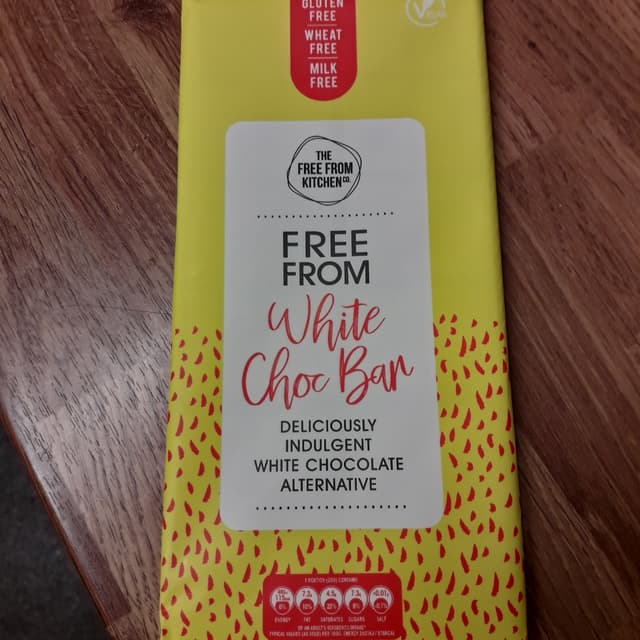 GLUTEN
FREE
WHEAT
FREE
MILK
FREE
THE
FREE FROM
KITCHEN CO.
FREE
FROM
White
Choc Bar
DELICIOUSLY
INDULGENT
WHITE CHOCOLATE
ALTERNATIVE
ENERGY FAT SATURATES SUGARS SALT